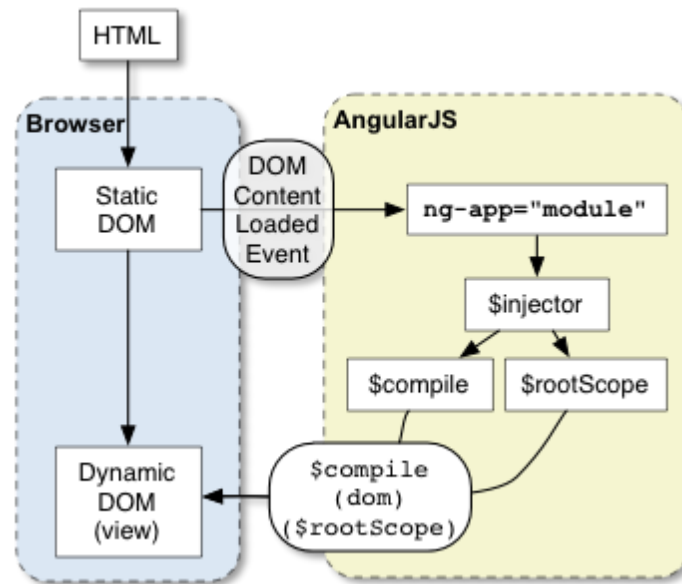 HTML
Browser
AngularJS
Static
DOM
DOM
Content
Loaded
Event
ng-app="module"
$injector
$compile
$rootScope
Dynamic
DOM
(view)
$compile
(dom)
($rootScope)